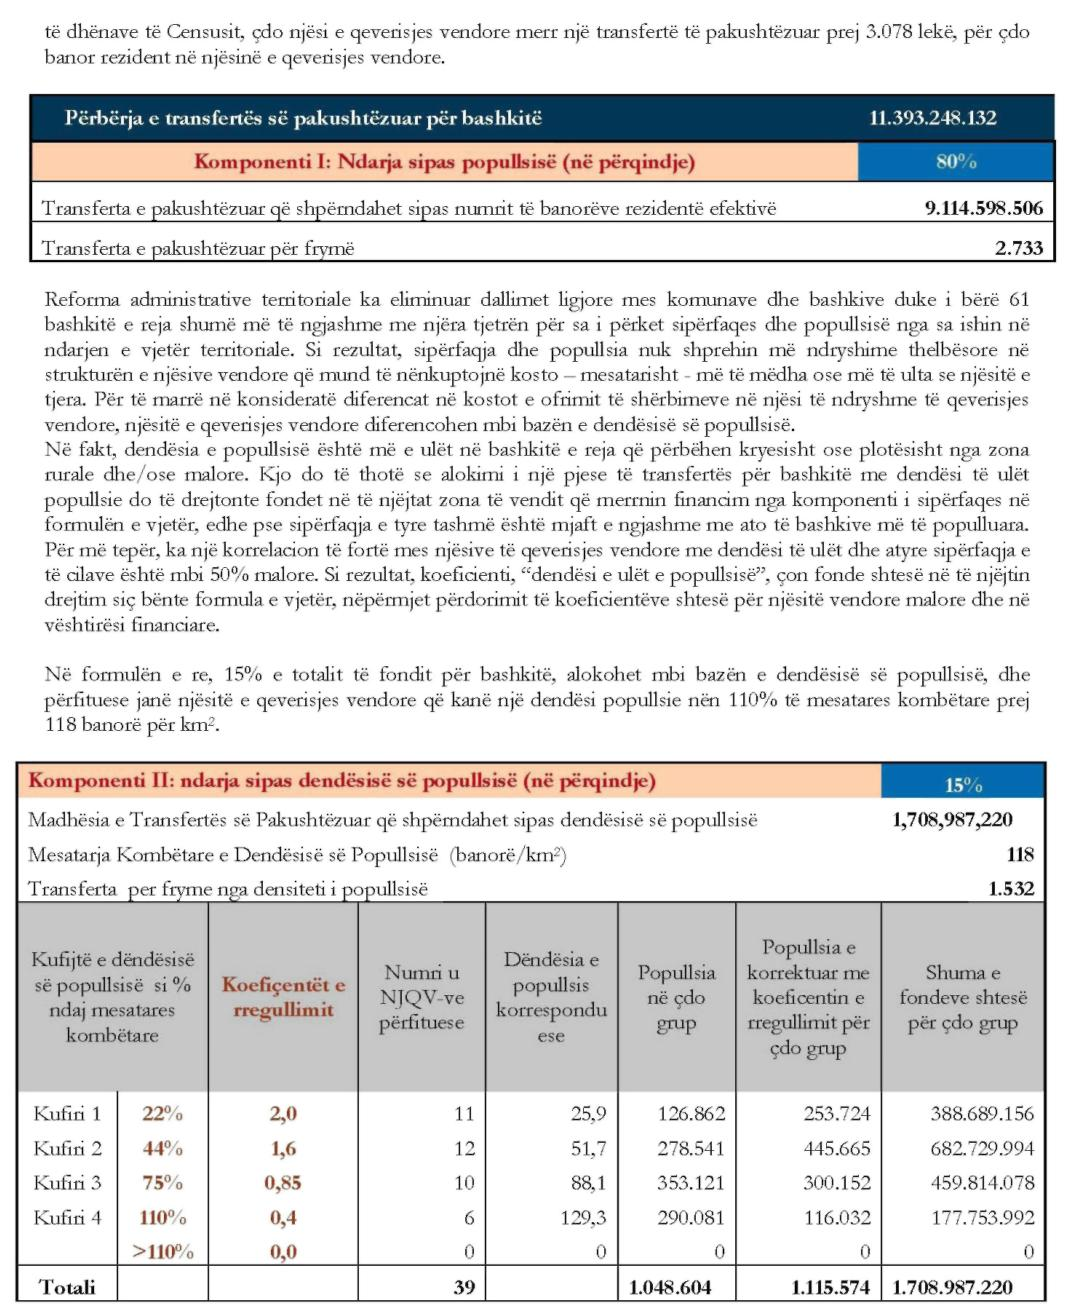 të dhënave të Censusit, çdo njësi e qeverisjes vendore merr një transfertë të pakushtëzuar prej 3.078 lekë, për çdo
banor rezident në njësinë e qeverisjes vendore.
Përbërja e transfertës së pakushtëzuar për bashkitë 11.393.248.132
Komponenti I: Ndarja sipas popullsisë (në përqindje) 80%
Transferta e pakushtëzuar që shpërndahet sipas numrit të banorëve rezidentë efektivë 9.114.598.506
Transferta e pakushtëzuar për frymë 2.733
Reforma administrative territoriale ka eliminuar dallimet ligjore mes komunave dhe bashkive duke i bërë 61
bashkitë e reja shumë më të ngjashme me njëra tjetrën për sa i përket sipërfaqes dhe popullsisë nga sa ishin në
ndarjen e vjetër territoriale. Si rezultat, sipërfaqja dhe popullsia nuk shprehin më ndryshime thelbësore në
strukturën e njësive vendore që mund të nënkuptojnë kosto – mesatarisht - më të mëdha ose më të ulta se njësitë e
tjera. Për të marrë në konsideratë diferencat në kostot e ofrimit të shërbimeve në njësi të ndryshme të qeverisjes
vendore, njësitë e qeverisjes vendore diferencohen mbi bazën e dendësisë së popullsisë.
Në fakt, dendësia e popullsisë është më e ulët në bashkitë e reja që përbëhen kryesisht ose plotësisht nga zona
rurale dhe/ose malore. Kjo do të thotë se alokimi i një pjese të transfertës për bashkitë me dendësi të ulët
popullsie do të drejtonte fondet në të njëjtat zona të vendit që merrnin financim nga komponenti i sipërfaqes në
formulën e vjetër, edhe pse sipërfaqja e tyre tashmë është mjaft e ngjashme me ato të bashkive më të populluara.
Për më tepër, ka një korrelacion të fortë mes njësive të qeverisjes vendore me dendësi të ulët dhe atyre sipërfaqja e
të cilave është mbi 50% malore. Si rezultat, koeficienti, “dendësi e ulët e popullsisë”, çon fonde shtesë në të njëjtin
drejtim siç bënte formula e vjetër, nëpërmjet përdorimit të koeficientëve shtesë për njësitë vendore malore dhe në
vështirësi financiare.
Në formulën e re, 15% e totalit të fondit për bashkitë, alokohet mbi bazën e dendësisë së popullsisë, dhe
përfituese janë njësitë e qeverisjes vendore që kanë një dendësi popullsie nën 110% të mesatares kombëtare prej
118 banorë për km².
Komponenti II: ndarja sipas dendësisë së popullsisë (në përqindje) 15%
Madhësia e Transfertës së Pakushtëzuar që shpërndahet sipas dendësisë së popullsisë 1,708,987,220
Mesatarja Kombëtare e Dendësisë së Popullsisë (banorë/km²) 118
Transferta per fryme nga densiteti i popullsisë 1.532
Kufijtë e dëndësisë
së popullsisë si %
ndaj mesatares
kombëtare
Koefiçentët e
rregullimit
Numri u
NJQV-ve
përfituese
Dëndësia e
popullsis
korrespondu
ese
Popullsia
në çdo
grup
Popullsia e
korrektuar me
koeficentin e
rregullimit për
çdo grup
Shuma e
fondeve shtesë
për çdo grup
Kufiri 1 22% 2,0 11 25,9 126.862 253.724 388.689.156
Kufiri 2 44% 1,6 12 51,7 278.541 445.665 682.729.994
Kufiri 3 75% 0,85 10 88,1 353.121 300.152 459.814.078
Kufiri 4 110% 0,4 6 129,3 290.081 116.032 177.753.992
>110% 0,0 0 0 0 0 0
Totali 39 1.048.604 1.115.574 1.708.987.220